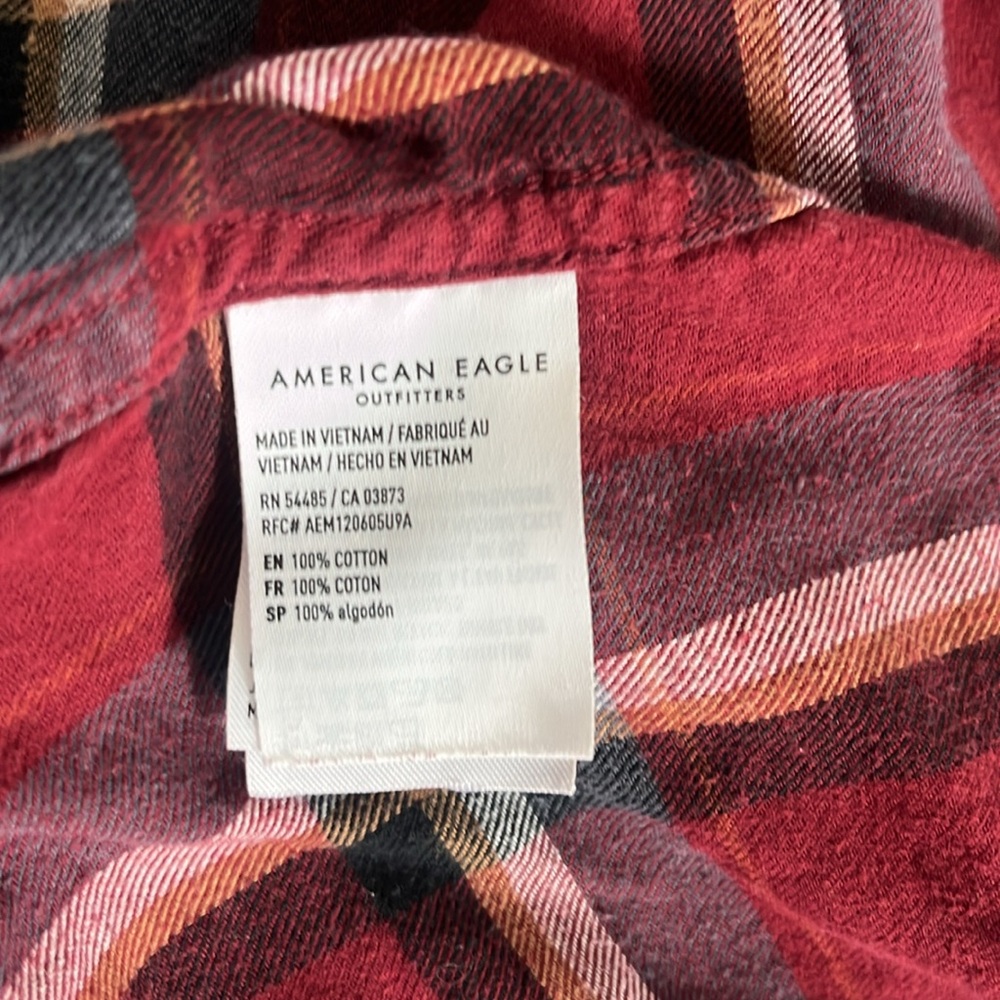 AMERICAN EAGLE
OUTFITTERS
MADE IN VIETNAM / FABRIQUÉ AU
VIETNAM / HECHO EN VIETNAM
RN 54485 / CA 03873
RFC# AEM120605U9A
EN 100% COTTON
FR 100% COTON
SP 100% algodón